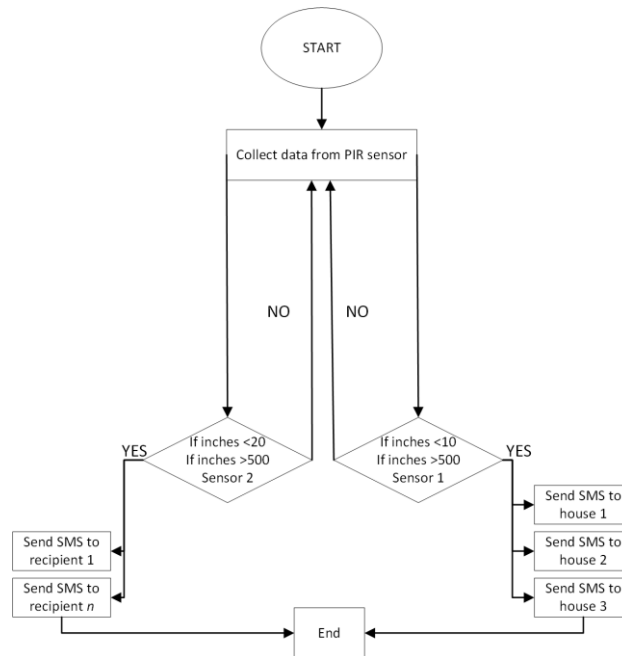 START
Collect data from PIR sensor
NO
NO
YES
If inches <20
If inches >500
Sensor 2
If inches <10
If inches >500
Sensor 1
YES
Send SMS to
recipient 1
Send SMS to
recipient n
Send SMS to
house 1
Send SMS to
house 2
Send SMS to
house 3
End